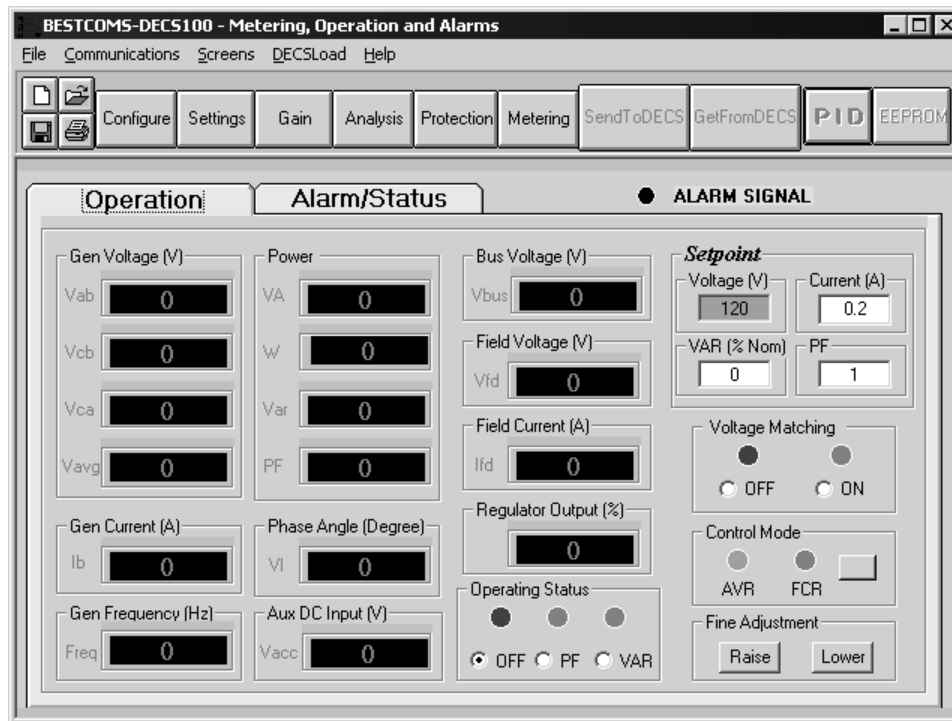 BESTCOMS-DECS100 - Metering, Operation and Alarms
File Communications Screens DECSLoad Help
Configure Settings Gain Analysis Protection Metering SendToDECS GetFromDECS PID EEPROM
Operation Alarm/Status ALARM SIGNAL
Gen Voltage (V)
Vab 0
Vcb 0
Vca 0
Vavg 0
Gen Current (A)
Ib 0
Gen Frequency (Hz)
Freq 0
Power
VA 0
W 0
Var 0
PF 0
Phase Angle (Degree)
VI 0
Aux DC Input (V)
Vacc 0
Bus Voltage (V)
Vbus 0
Field Voltage (V)
Vfd 0
Field Current (A)
Ifd 0
Regulator Output (%)
0
Operating Status
OFF PF VAR
Setpoint
Voltage (V) Current (A)
120 0.2
VAR (% Nom) PF
0 1
Voltage Matching
OFF ON
Control Mode
AVR FCR
Fine Adjustment
Raise Lower